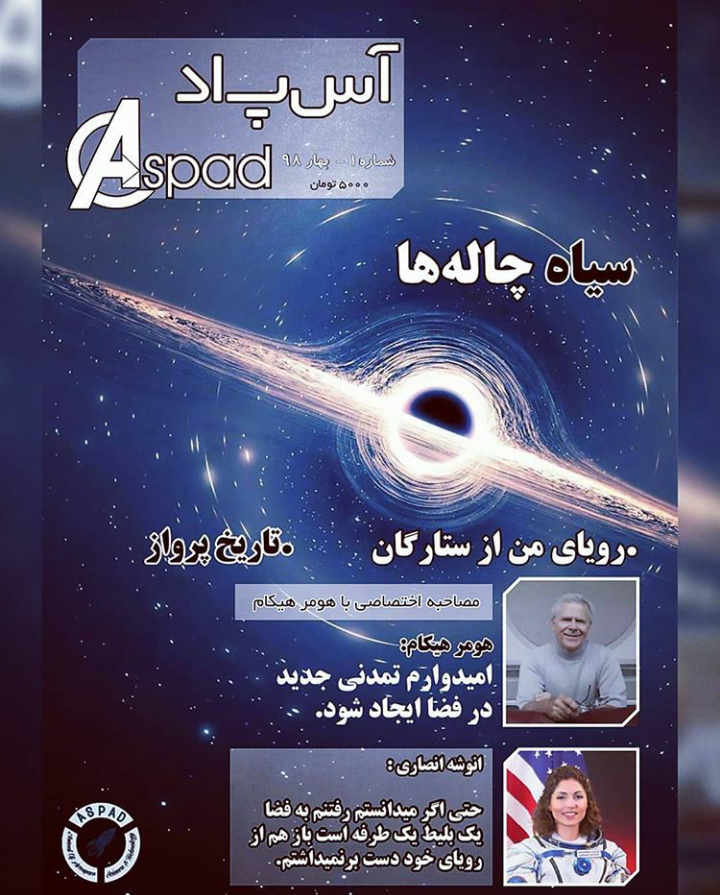 آس‌پاد
Aspad
شماره ۱ - بهار ۹۸
۵۰۰۰ تومان
سیاه چاله‌ها
•رویای من از ستارگان
•تاریخ پرواز
مصاحبه اختصاصی با هومر هیکام
هومر هیکام:
امیدوارم تمدنی جدید
در فضا ایجاد شود.
انوشه انصاری :
حتی اگر میدانستم رفتنم به فضا
یک بلیط یک طرفه است باز هم از
رویای خود دست برنمیداشتم.
ASPAD